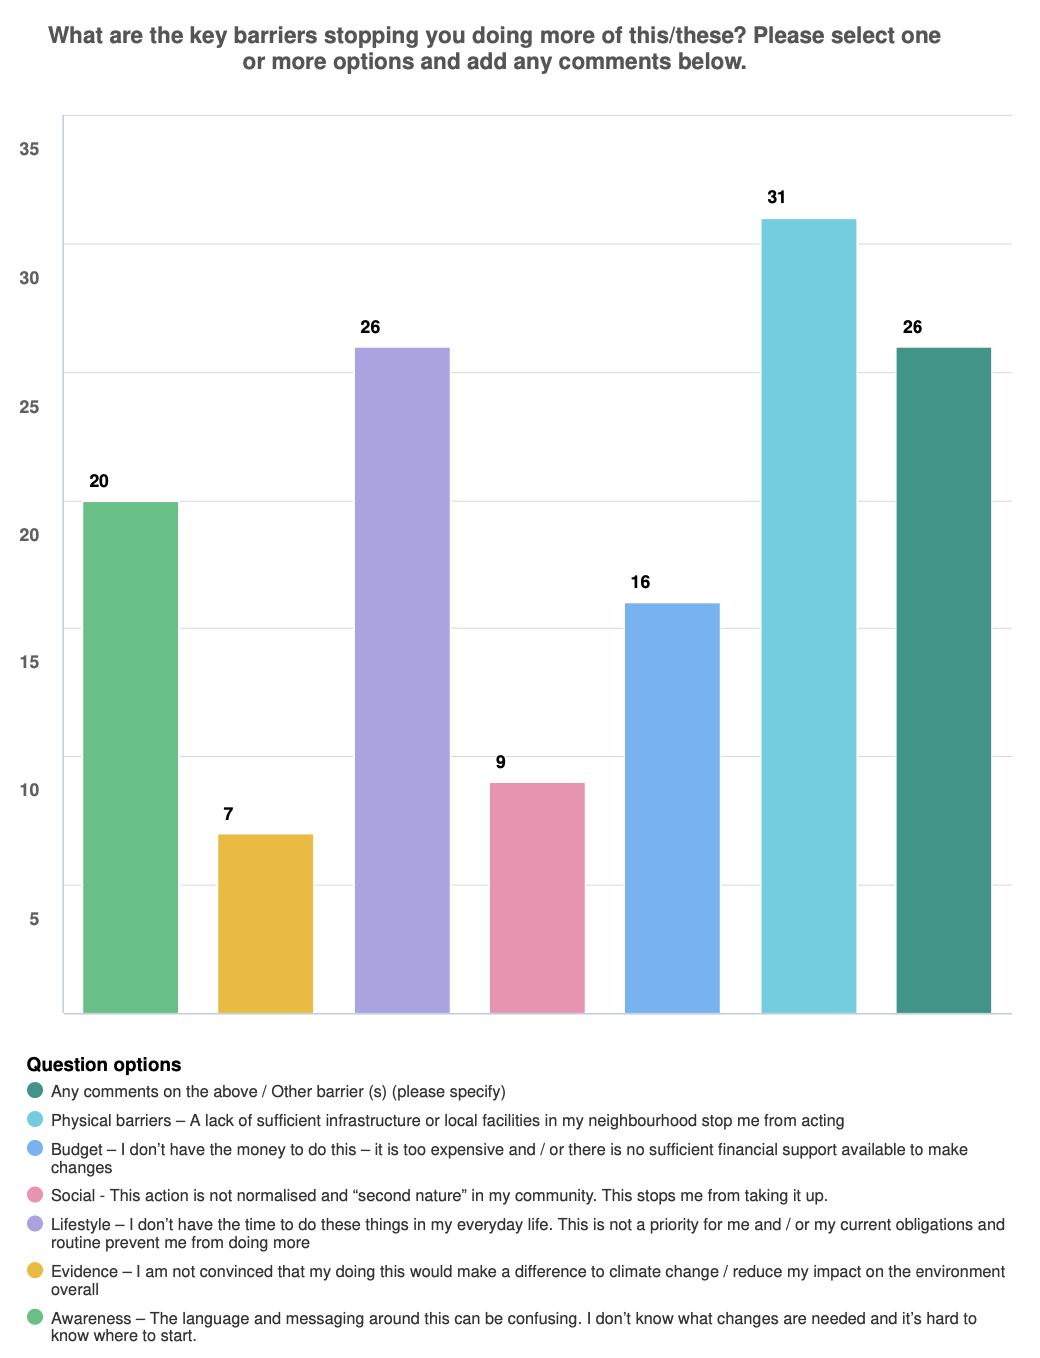 What are the key barriers stopping you doing more of this/these? Please select one
or more options and add any comments below.
35
30
25
20
15
10
5
20
7
26
9
16
31
26
Question options
Any comments on the above / Other barrier (s) (please specify)
Physical barriers – A lack of sufficient infrastructure or local facilities in my neighbourhood stop me from acting
Budget – I don’t have the money to do this – it is too expensive and / or there is no sufficient financial support available to make
changes
Social - This action is not normalised and “second nature” in my community. This stops me from taking it up.
Lifestyle – I don’t have the time to do these things in my everyday life. This is not a priority for me and / or my current obligations and
routine prevent me from doing more
Evidence – I am not convinced that my doing this would make a difference to climate change / reduce my impact on the environment
overall
Awareness – The language and messaging around this can be confusing. I don’t know what changes are needed and it’s hard to
know where to start.